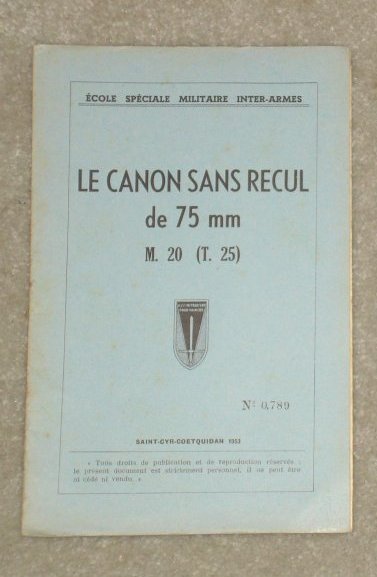 ÉCOLE SPÉCIALE MILITAIRE INTER-ARMES
LE CANON SANS RECUL
de 75 mm
M. 20 (T. 25)
N° 0.789
SAINT-CYR-COETQUIDAN 1953
« Tous droits de publication et de reproduction réservés :
le présent document est strictement personnel, il ne peut être
ni cédé ni vendu. »